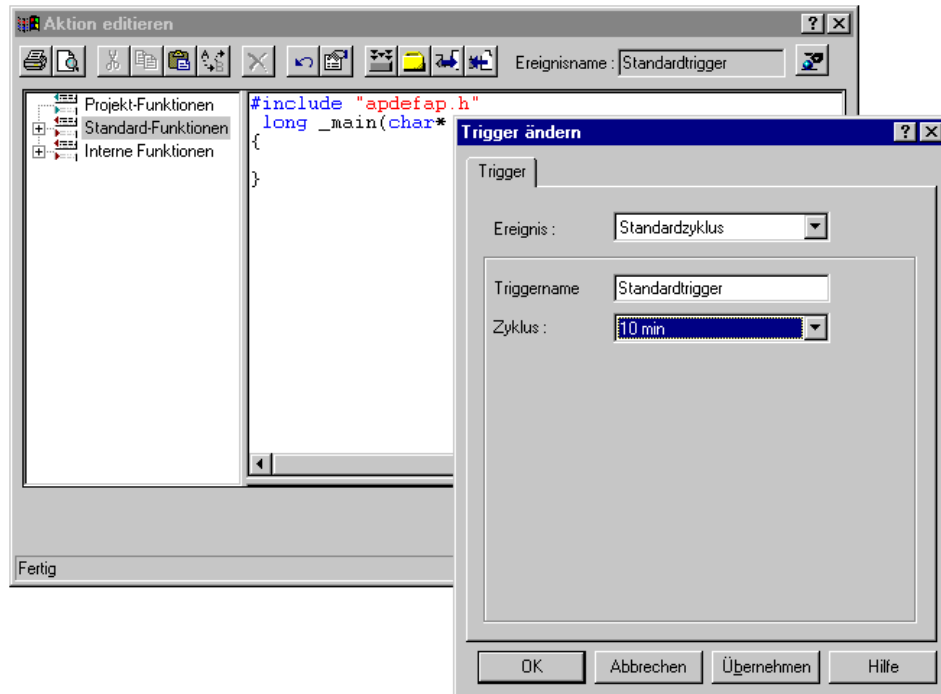 Aktion editieren
Ereignisname : Standardtrigger
Projekt-Funktionen
Standard-Funktionen
Interne Funktionen
#include "apdefap.h"
long _main(char*
{
}
Fertig
Trigger ändern
Trigger
Ereignis : Standardzyklus
Triggername Standardtrigger
Zyklus : 10 min
OK Abbrechen Übernehmen Hilfe